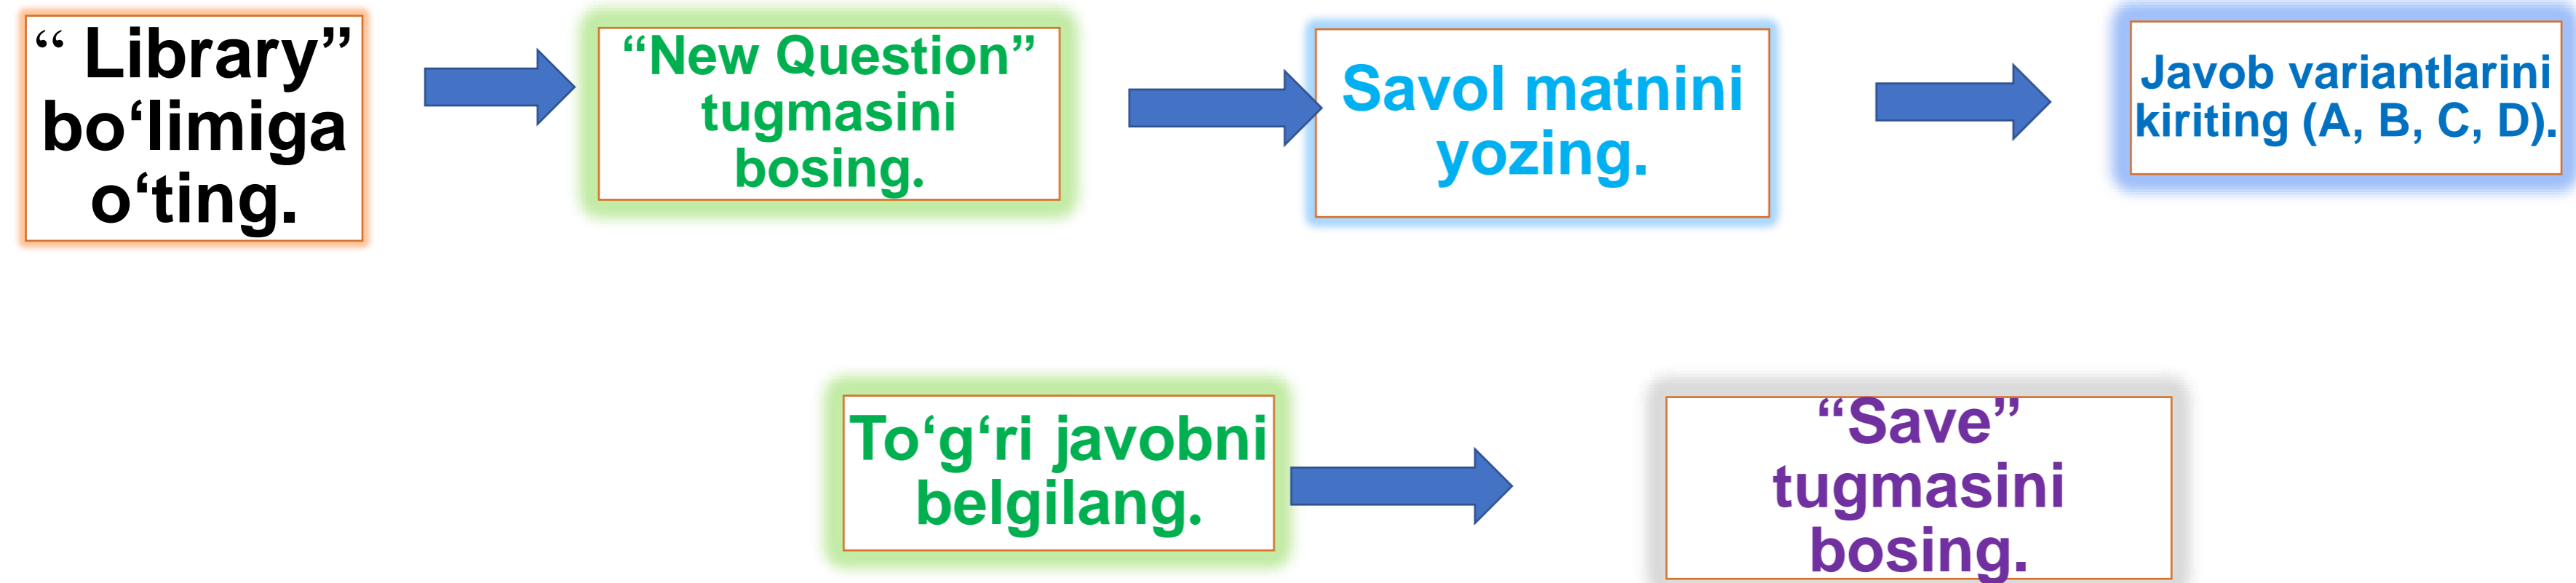 “ Library”
bo‘limiga
o‘ting.
“New Question”
tugmasini
bosing.
Savol matnini
yozing.
Javob variantlarini
kiriting (A, B, C, D).
To‘g‘ri javobni
belgilang.
“Save”
tugmasini
bosing.